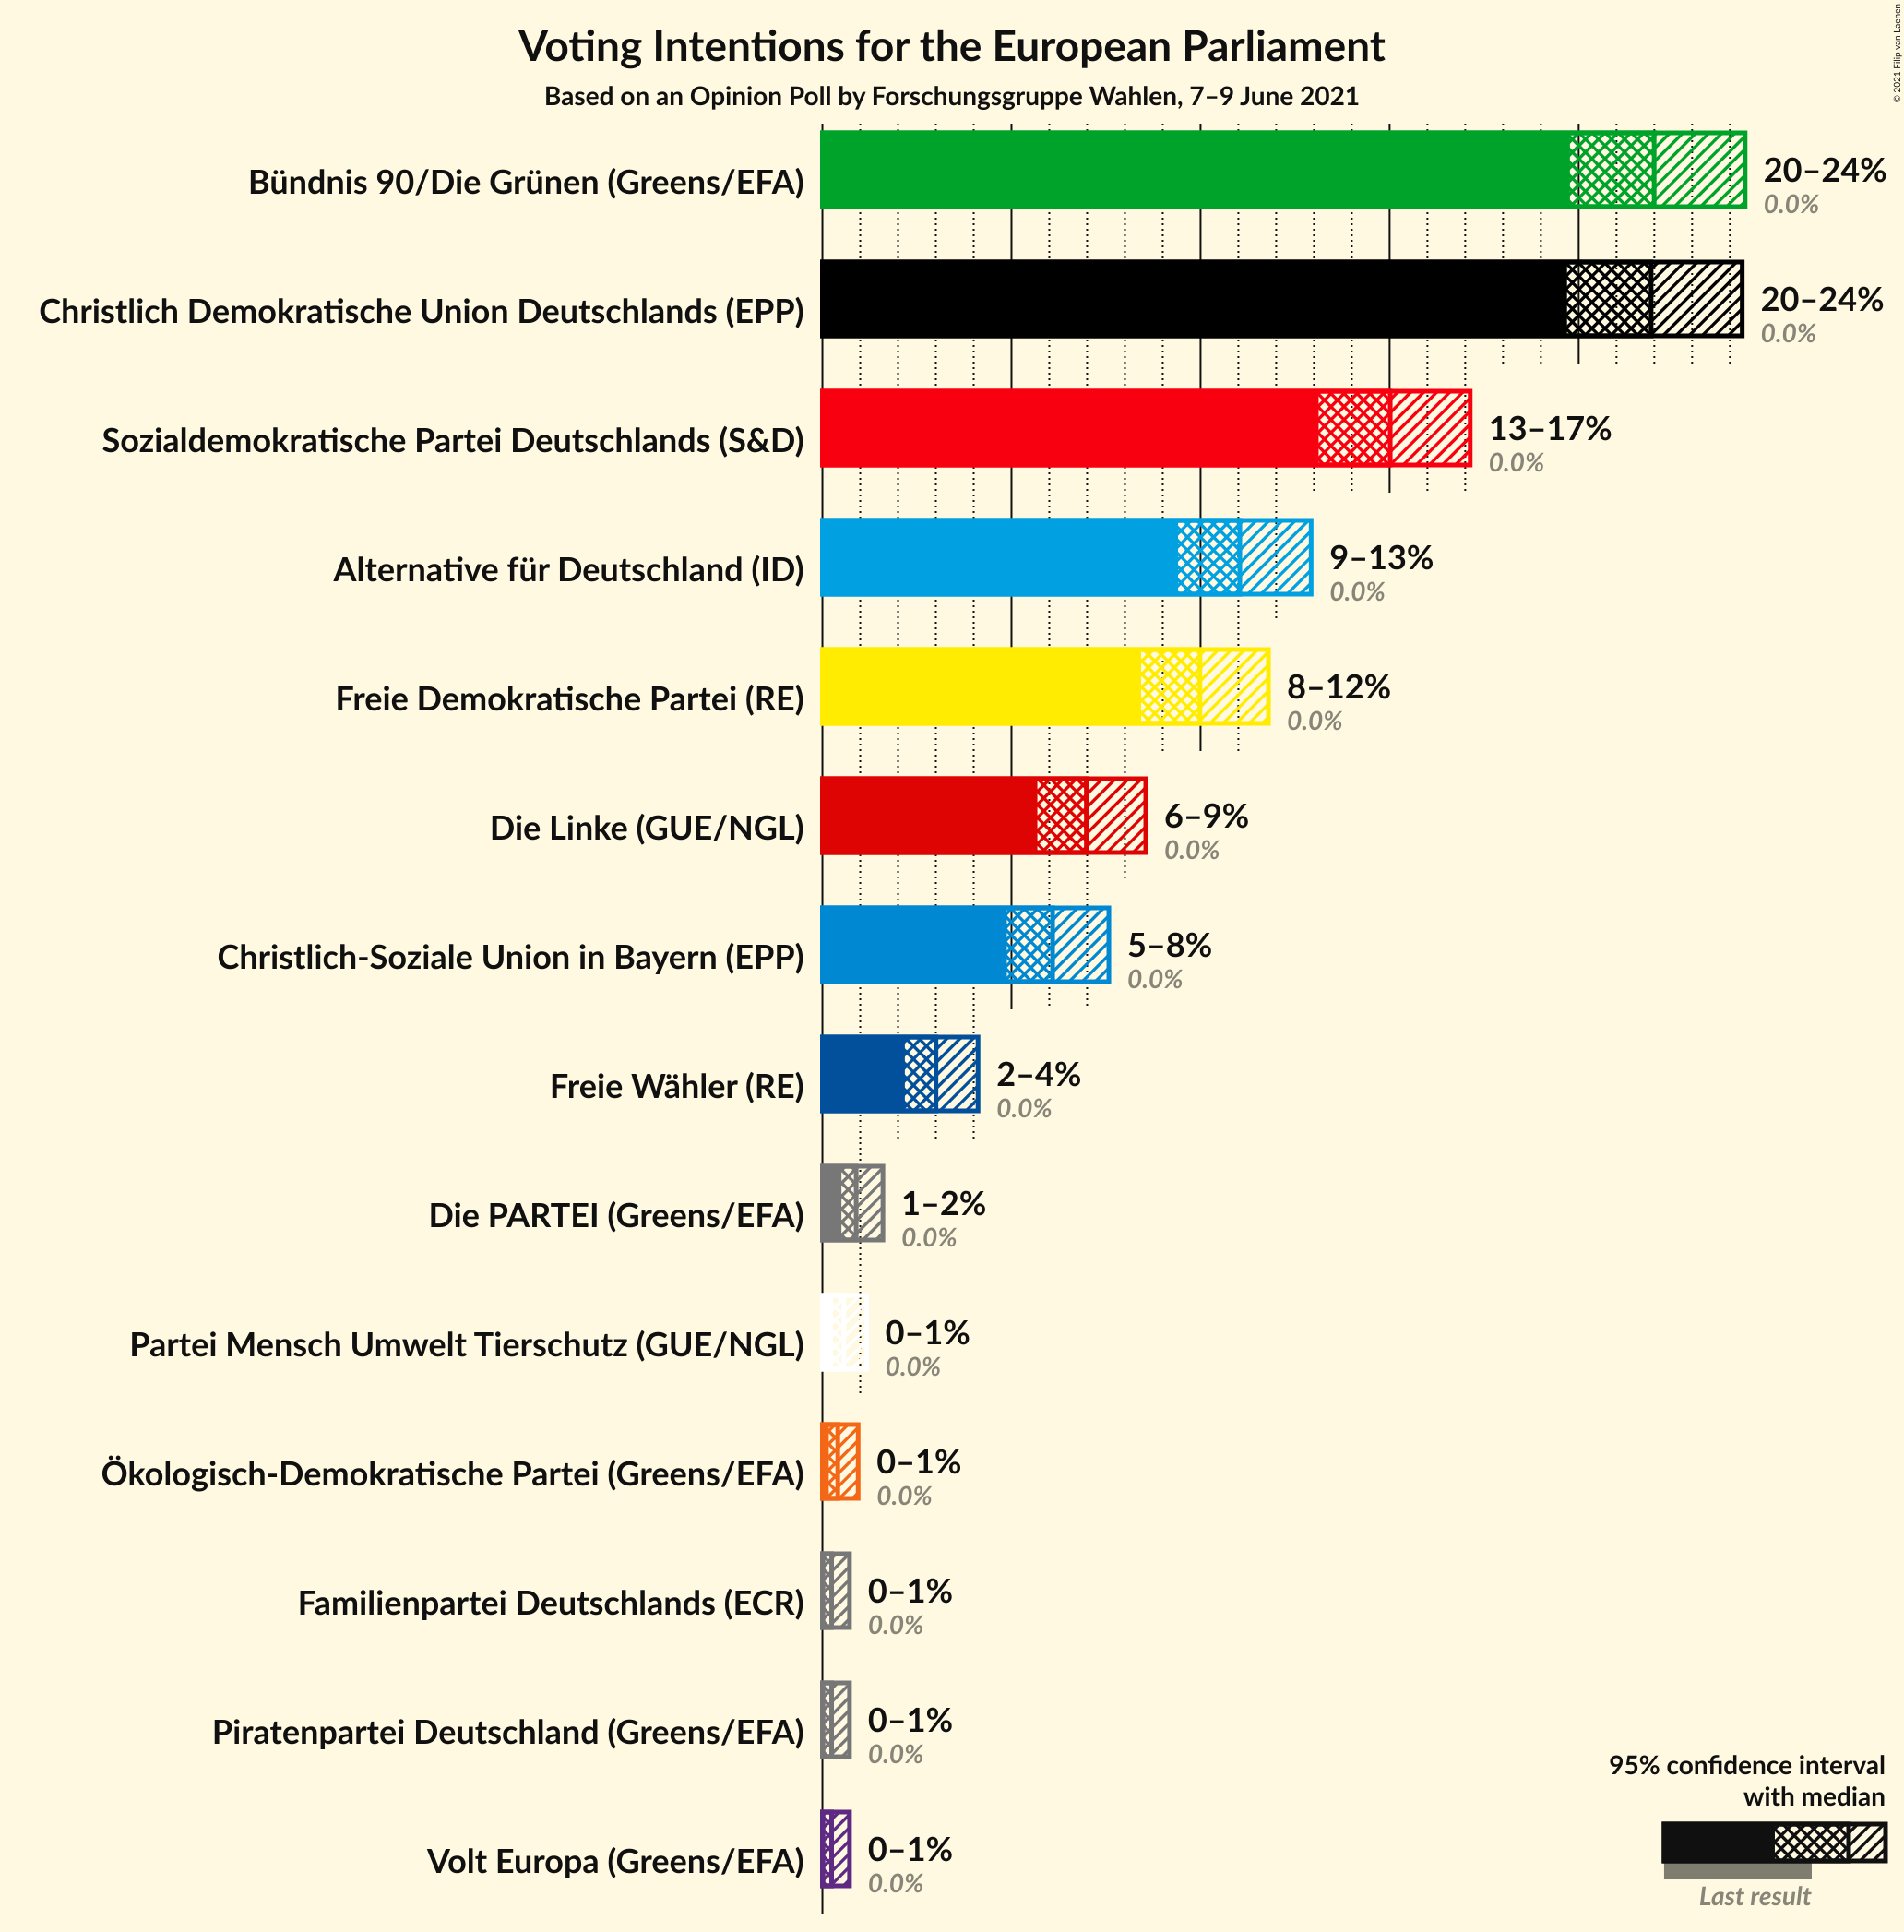 Voting Intentions for the European Parliament
Based on an Opinion Poll by Forschungsgruppe Wahlen, 7–9 June 2021
© 2021 Filip van Laenen
Bündnis 90/Die Grünen (Greens/EFA)
20–24%
0.0%
Christlich Demokratische Union Deutschlands (EPP)
20–24%
0.0%
Sozialdemokratische Partei Deutschlands (S&D)
13–17%
0.0%
Alternative für Deutschland (ID)
9–13%
0.0%
Freie Demokratische Partei (RE)
8–12%
0.0%
Die Linke (GUE/NGL)
6–9%
0.0%
Christlich-Soziale Union in Bayern (EPP)
5–8%
0.0%
Freie Wähler (RE)
2–4%
0.0%
Die PARTEI (Greens/EFA)
1–2%
0.0%
Partei Mensch Umwelt Tierschutz (GUE/NGL)
0–1%
0.0%
Ökologisch-Demokratische Partei (Greens/EFA)
0–1%
0.0%
Familienpartei Deutschlands (ECR)
0–1%
0.0%
Piratenpartei Deutschland (Greens/EFA)
0–1%
0.0%
Volt Europa (Greens/EFA)
0–1%
0.0%
95% confidence interval
with median
Last result